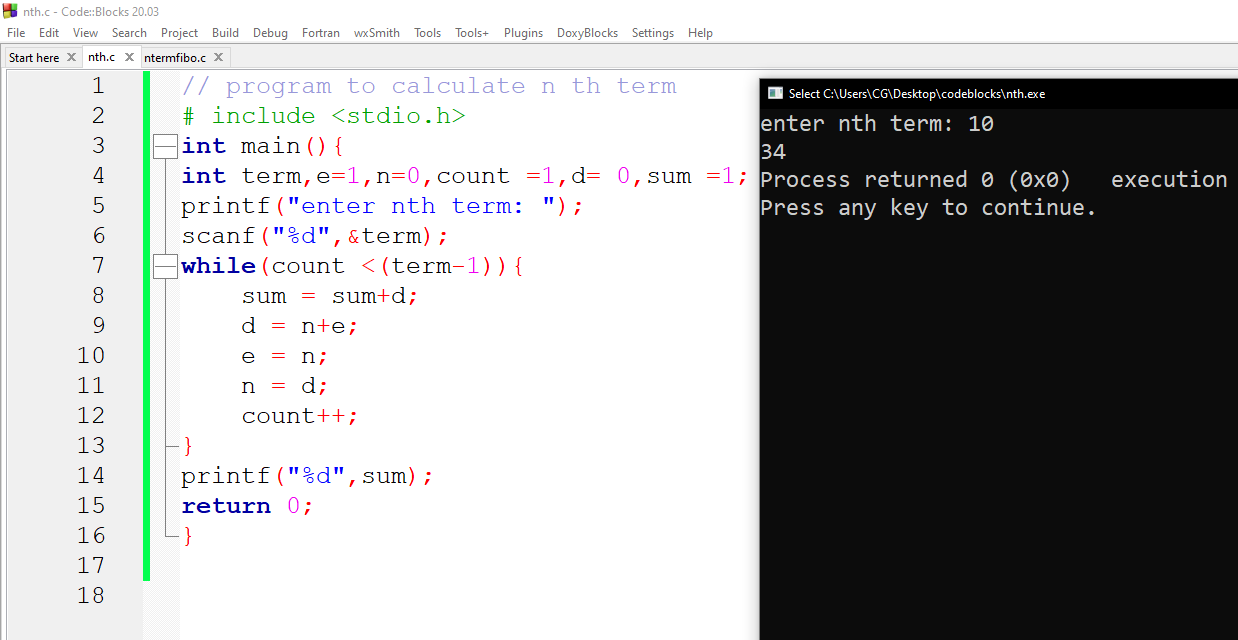 nth.c - Code::Blocks 20.03
File Edit View Search Project Build Debug Fortran wxSmith Tools Tools+ Plugins DoxyBlocks Settings Help
Start here X nth.c X ntermfibo.c X
1 // program to calculate n th term
2 # include <stdio.h>
3 int main(){
4 int term,e=1,n=0,count =1,d= 0,sum =1;
5 printf("enter nth term: ");
6 scanf("%d",&term);
7 while(count <(term-1)){
8 sum = sum+d;
9 d = n+e;
10 e = n;
11 n = d;
12 count++;
13 }
14 printf("%d",sum);
15 return 0;
16 }
17
18
Select C:\Users\CG\Desktop\codeblocks\nth.exe
enter nth term: 10
34
Process returned 0 (0x0) execution
Press any key to continue.